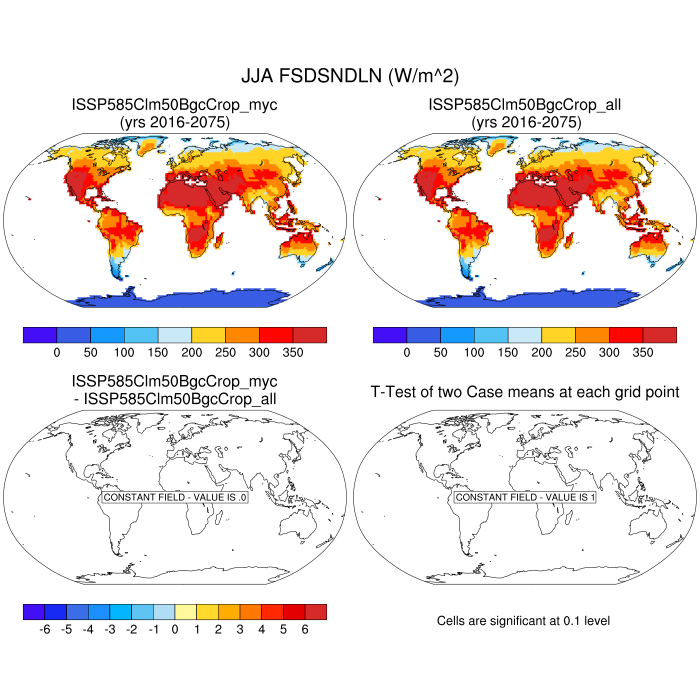 JJA FSDSNDLN (W/m^2)
ISSP585Clm50BgcCrop_myc
(yrs 2016-2075)
ISSP585Clm50BgcCrop_all
(yrs 2016-2075)
0 50 100 150 200 250 300 350
0 50 100 150 200 250 300 350
ISSP585Clm50BgcCrop_myc
- ISSP585Clm50BgcCrop_all
T-Test of two Case means at each grid point
CONSTANT FIELD - VALUE IS .0
CONSTANT FIELD - VALUE IS 1
-6 -5 -4 -3 -2 -1 0 1 2 3 4 5 6
Cells are significant at 0.1 level